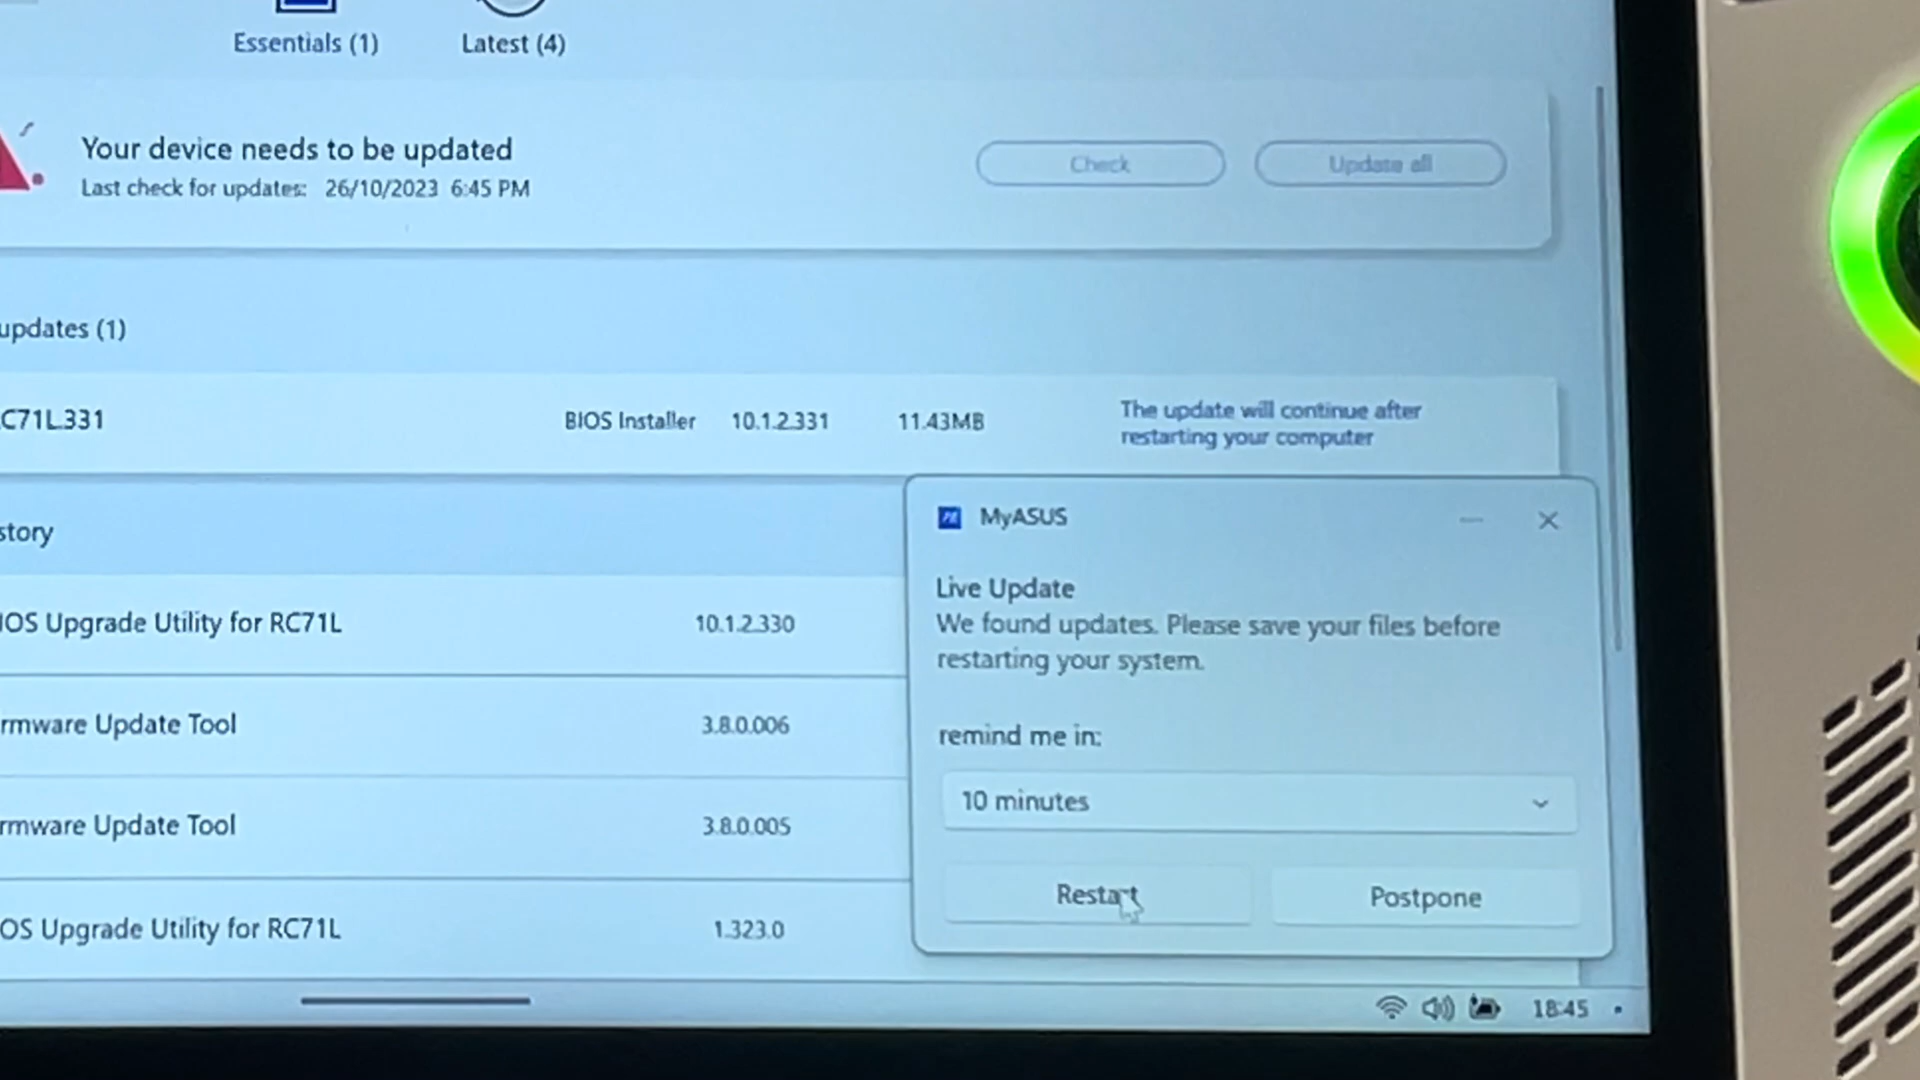 Essentials (1)
Latest (4)
Your device needs to be updated
Last check for updates: 26/10/2023 6:45 PM
Check
Update all
updates (1)
C71L.331
BIOS Installer
10.1.2.331
11.43MB
The update will continue after
restarting your computer
story
IOS Upgrade Utility for RC71L
10.1.2.330
rmware Update Tool
3.8.0.006
rmware Update Tool
3.8.0.005
OS Upgrade Utility for RC71L
1.323.0
MyASUS
Live Update
We found updates. Please save your files before
restarting your system.
remind me in:
10 minutes
Restart
Postpone
18:45